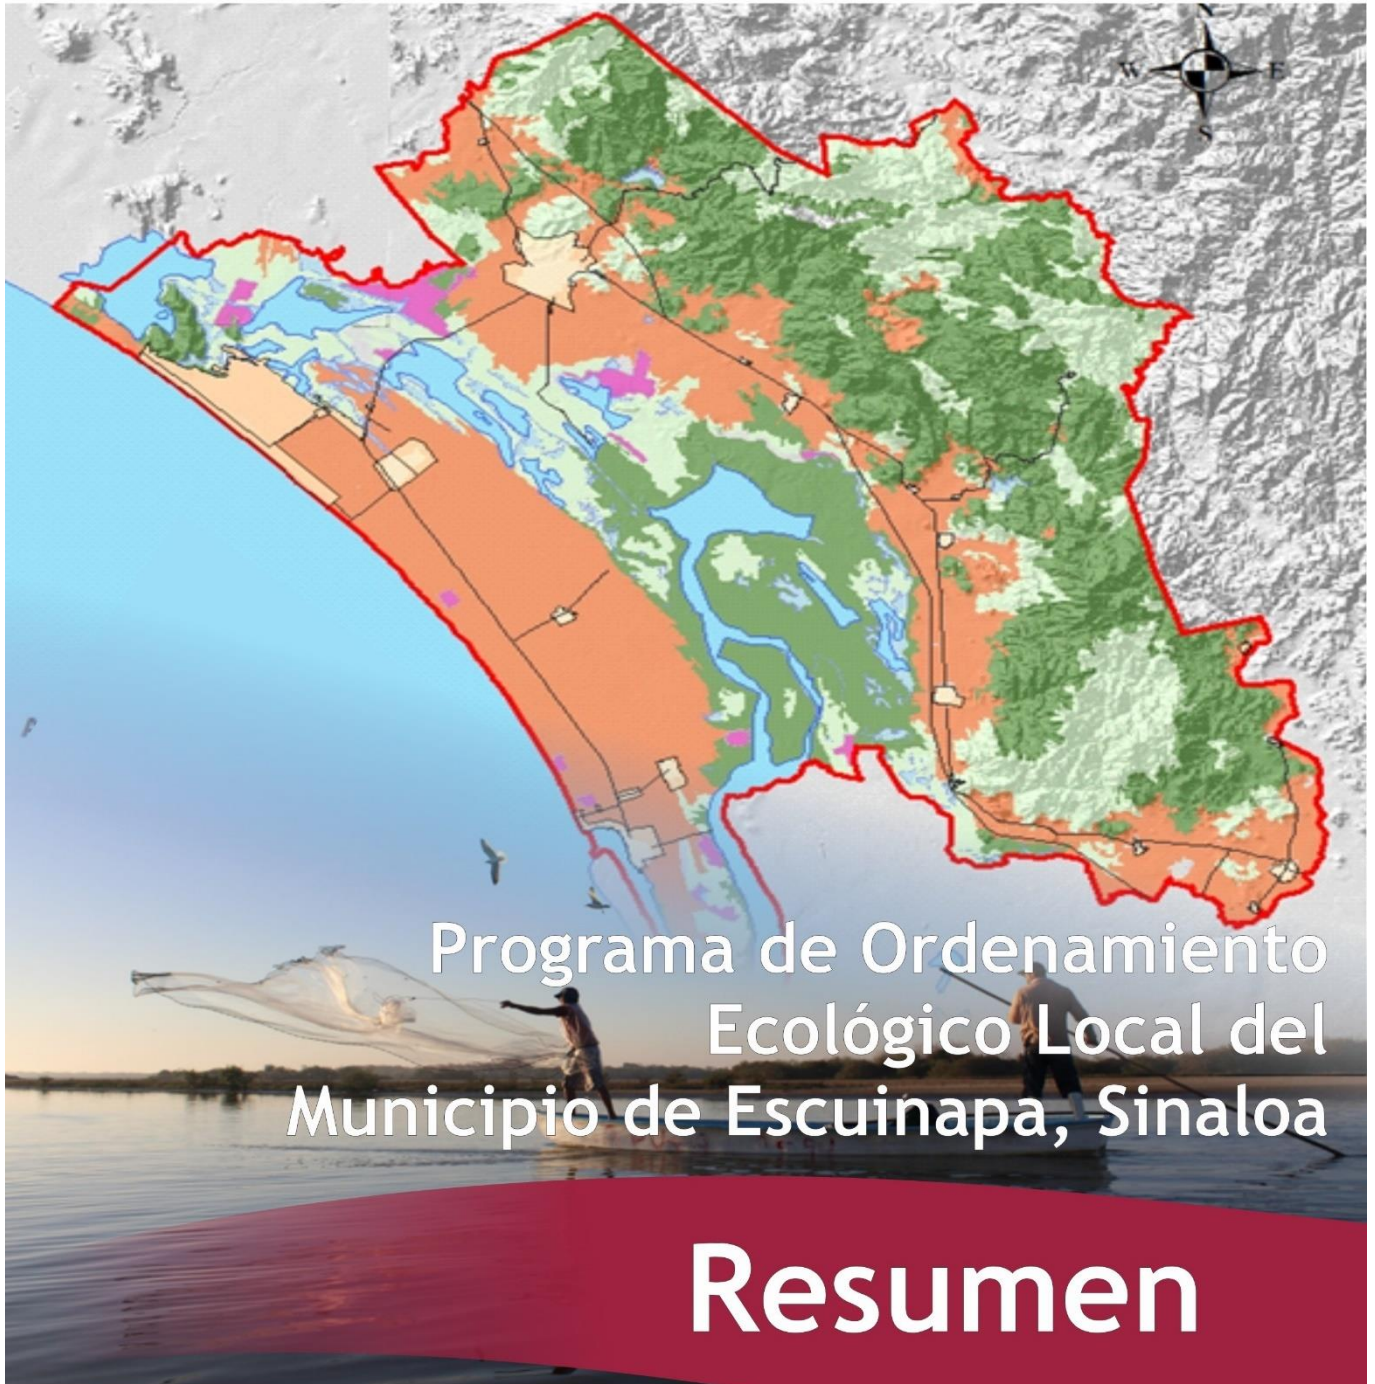 N
W E
S
Programa de Ordenamiento
Ecológico Local del
Municipio de Escuinapa, Sinaloa
Resumen